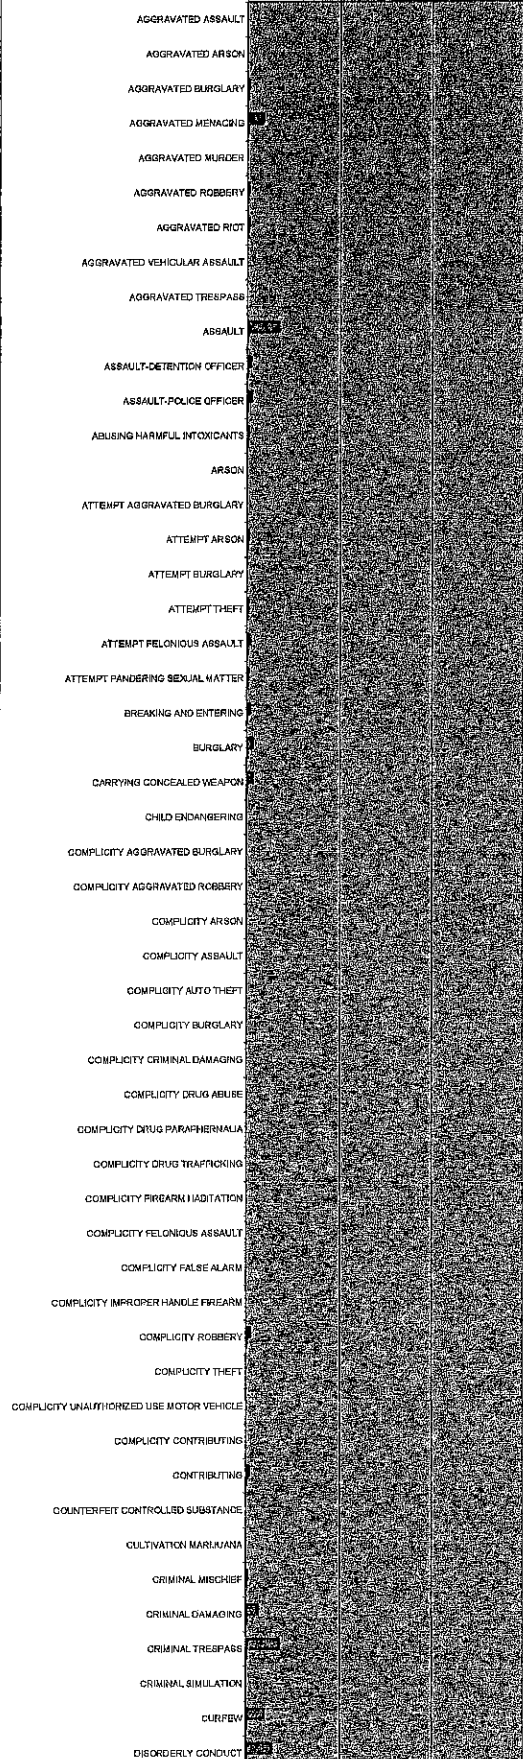 AGGRAVATED ASSAULT
AGGRAVATED ARSON
AGGRAVATED BURGLARY
AGGRAVATED MENACING
AGGRAVATED MURDER
AGGRAVATED ROBBERY
AGGRAVATED RIOT
AGGRAVATED VEHICULAR ASSAULT
AGGRAVATED TRESPASS
ASSAULT
ASSAULT-DETENTION OFFICER
ASSAULT-POLICE OFFICER
ABUSING HARMFUL INTOXICANTS
ARSON
ATTEMPT AGGRAVATED BURGLARY
ATTEMPT ARSON
ATTEMPT BURGLARY
ATTEMPT THEFT
ATTEMPT FELONIOUS ASSAULT
ATTEMPT PANDERING SEXUAL MATTER
BREAKING AND ENTERING
BURGLARY
CARRYING CONCEALED WEAPON
CHILD ENDANGERING
COMPLICITY AGGRAVATED BURGLARY
COMPLICITY AGGRAVATED ROBBERY
COMPLICITY ARSON
COMPLICITY ASSAULT
COMPLICITY AUTO THEFT
COMPLICITY BURGLARY
COMPLICITY CRIMINAL DAMAGING
COMPLICITY DRUG ABUSE
COMPLICITY DRUG PARAPHERNALIA
COMPLICITY DRUG TRAFFICKING
COMPLICITY FIREARM HABITATION
COMPLICITY FELONIOUS ASSAULT
COMPLICITY FALSE ALARM
COMPLICITY IMPROPER HANDLE FIREARM
COMPLICITY ROBBERY
COMPLICITY THEFT
COMPLICITY UNAUTHORIZED USE MOTOR VEHICLE
COMPLICITY CONTRIBUTING
CONTRIBUTING
COUNTERFEIT CONTROLLED SUBSTANCE
CULTIVATION MARIJUANA
CRIMINAL MISCHIEF
CRIMINAL DAMAGING
CRIMINAL TRESPASS
CRIMINAL SIMULATION
CURFEW
DISORDERLY CONDUCT